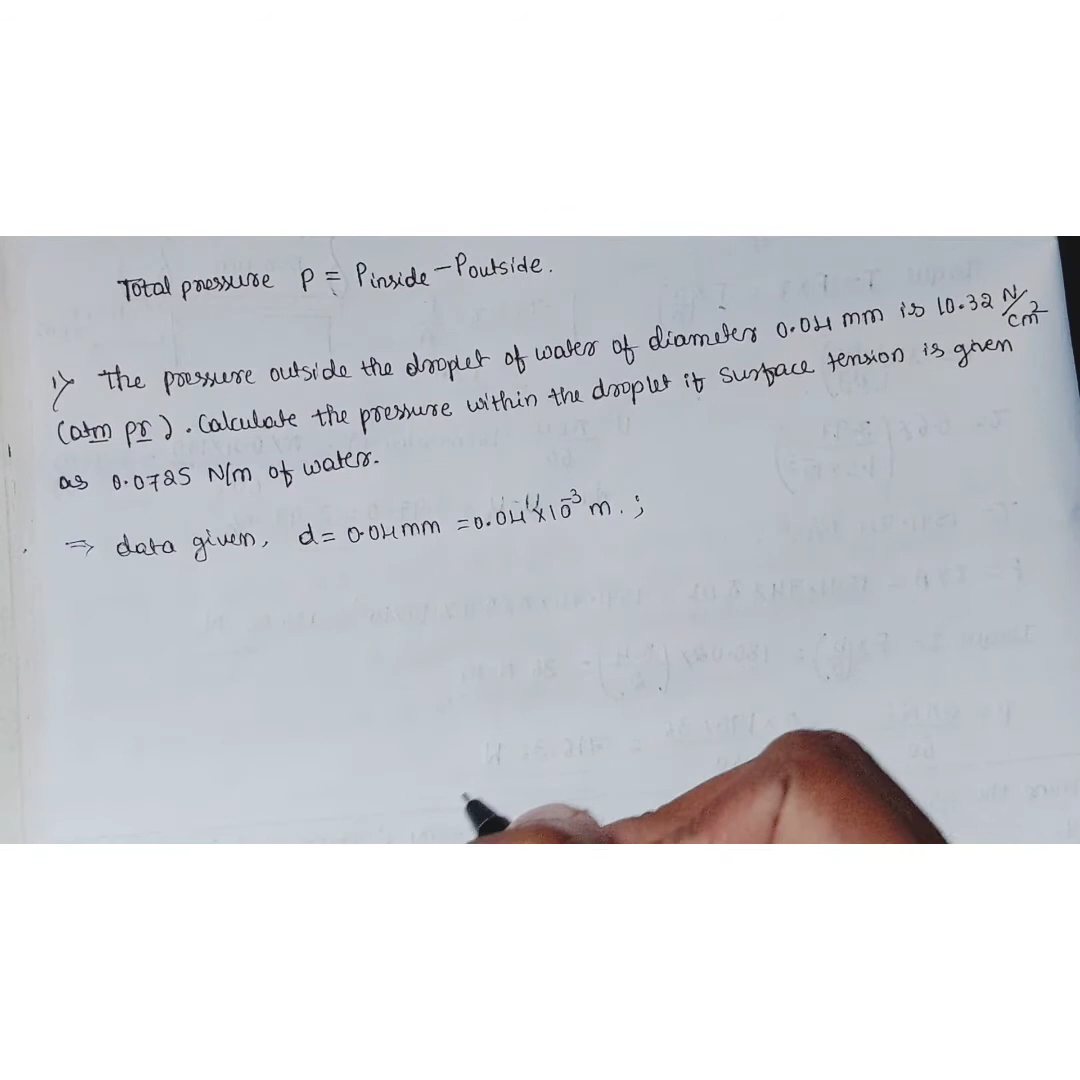 Total pressure P = Pinside - Poutside.
1) The pressure outside the droplet of water of diameter 0.04 mm is 10.32 N/cm²
(atm pr). Calculate the pressure within the droplet if surface tension is given
as 0.0725 N/m of water.
⇒ data given, d = 0.04mm = 0.04 × 10⁻³ m. ;